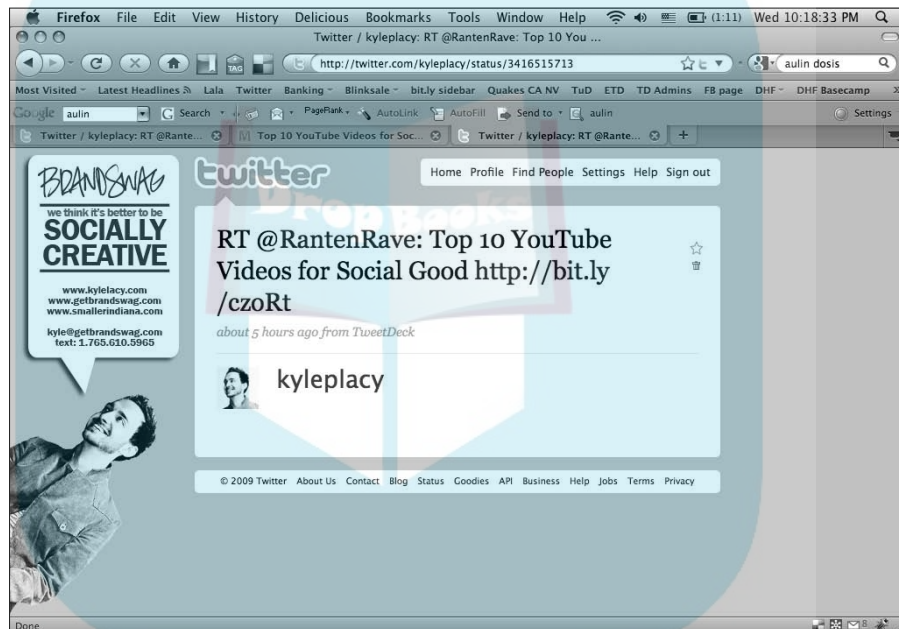 Firefox File Edit View History Delicious Bookmarks Tools Window Help (1:11) Wed 10:18:33 PM
Twitter / kyleplacy: RT @RantenRave: Top 10 You ...
http://twitter.com/kyleplacy/status/3416515713 aulin dosis
Most Visited Latest Headlines Lala Twitter Banking Blinksale bit.ly sidebar Quakes CA NV TuD ETD TD Admins FB page DHF DHF Basecamp
Google aulin Search PageRank AutoLink AutoFill Send to aulin Settings
Twitter / kyleplacy: RT @Rante... Top 10 YouTube Videos for Soc... Twitter / kyleplacy: RT @Rante...
BRANDSWAG
we think it's better to be
SOCIALLY
CREATIVE
www.kylelacy.com
www.getbrandswag.com
www.smallerindiana.com
kyle@getbrandswag.com
text: 1.765.610.5965
twitter
Home Profile Find People Settings Help Sign out
Drop Books
RT @RantenRave: Top 10 YouTube
Videos for Social Good http://bit.ly
/czoRt
about 5 hours ago from TweetDeck
kyleplacy
© 2009 Twitter About Us Contact Blog Status Goodies API Business Help Jobs Terms Privacy
Done 8